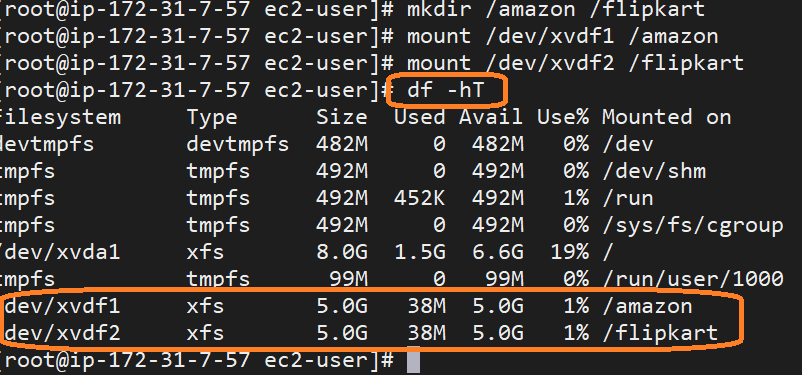 [root@ip-172-31-7-57 ec2-user]# mkdir /amazon /flipkart
[root@ip-172-31-7-57 ec2-user]# mount /dev/xvdf1 /amazon
[root@ip-172-31-7-57 ec2-user]# mount /dev/xvdf2 /flipkart
[root@ip-172-31-7-57 ec2-user]# df -hT
Filesystem     Type      Size  Used Avail Use% Mounted on
devtmpfs       devtmpfs  482M     0  482M   0% /dev
tmpfs          tmpfs     492M     0  492M   0% /dev/shm
tmpfs          tmpfs     492M  452K  492M   1% /run
tmpfs          tmpfs     492M     0  492M   0% /sys/fs/cgroup
/dev/xvda1     xfs       8.0G  1.5G  6.6G  19% /
tmpfs          tmpfs      99M     0   99M   0% /run/user/1000
/dev/xvdf1     xfs       5.0G   38M  5.0G   1% /amazon
/dev/xvdf2     xfs       5.0G   38M  5.0G   1% /flipkart
[root@ip-172-31-7-57 ec2-user]#